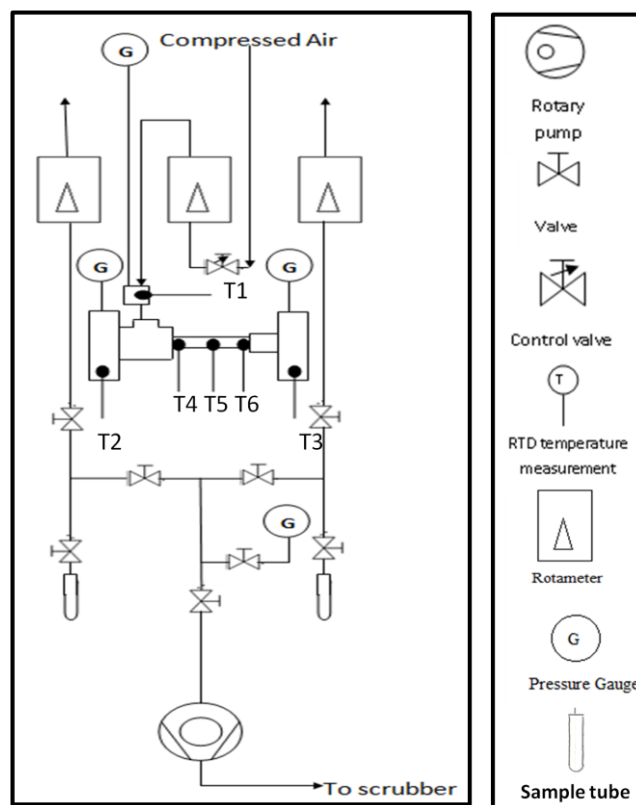 G
Compressed Air
G
G
T1
T4
T5
T6
T2
T3
G
To scrubber
Rotary
pump
Valve
Control valve
T
RTD temperature
measurement
Rotameter
G
Pressure Gauge
Sample tube